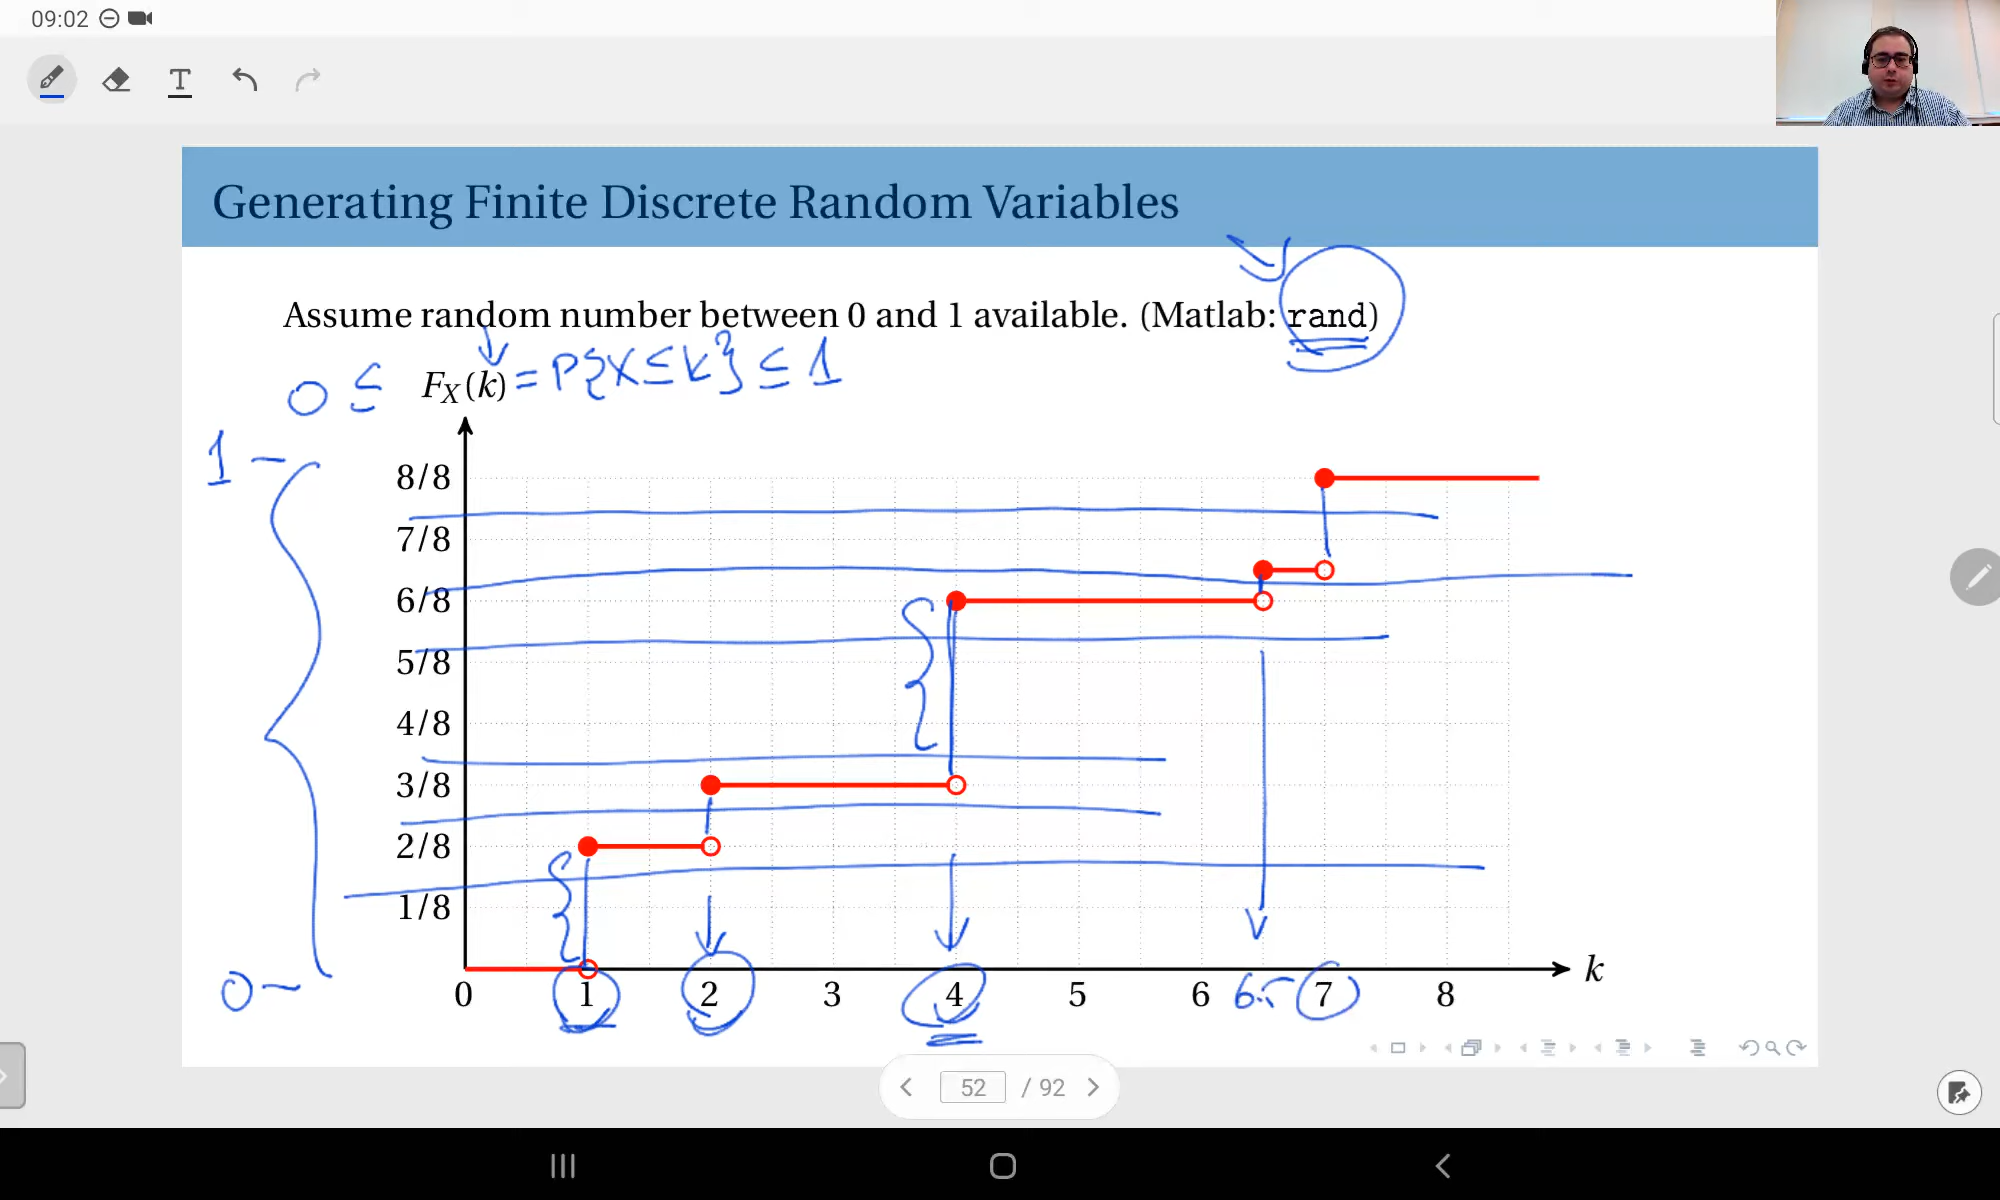 09:02
Generating Finite Discrete Random Variables
Assume random number between 0 and 1 available. (Matlab: rand)
0 ≤ F_X(k) = P{X ≤ k} ≤ 1
1 –
8/8
7/8
6/8
5/8
4/8
3/8
2/8
1/8
0 –
0 1 2 3 4 5 6 6.5 7 8 k
52 / 92